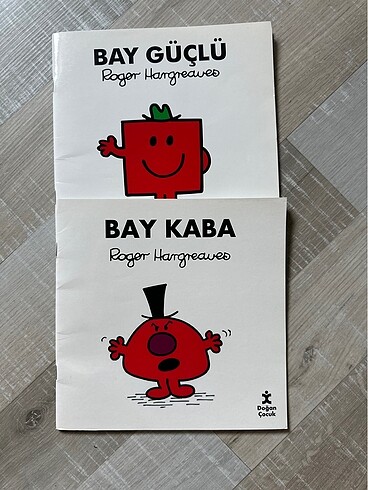 BAY GÜÇLÜ
Roger Hargreaves
BAY KABA
Roger Hargreaves
Doğan
Çocuk